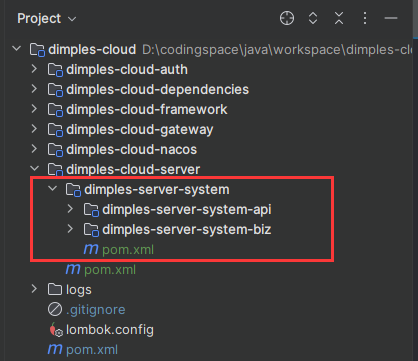 Project
dimples-cloud D:\codingspace\java\workspace\dimples-clo
dimples-cloud-auth
dimples-cloud-dependencies
dimples-cloud-framework
dimples-cloud-gateway
dimples-cloud-nacos
dimples-cloud-server
dimples-server-system
dimples-server-system-api
dimples-server-system-biz
m pom.xml
m pom.xml
logs
.gitignore
lombok.config
m pom.xml